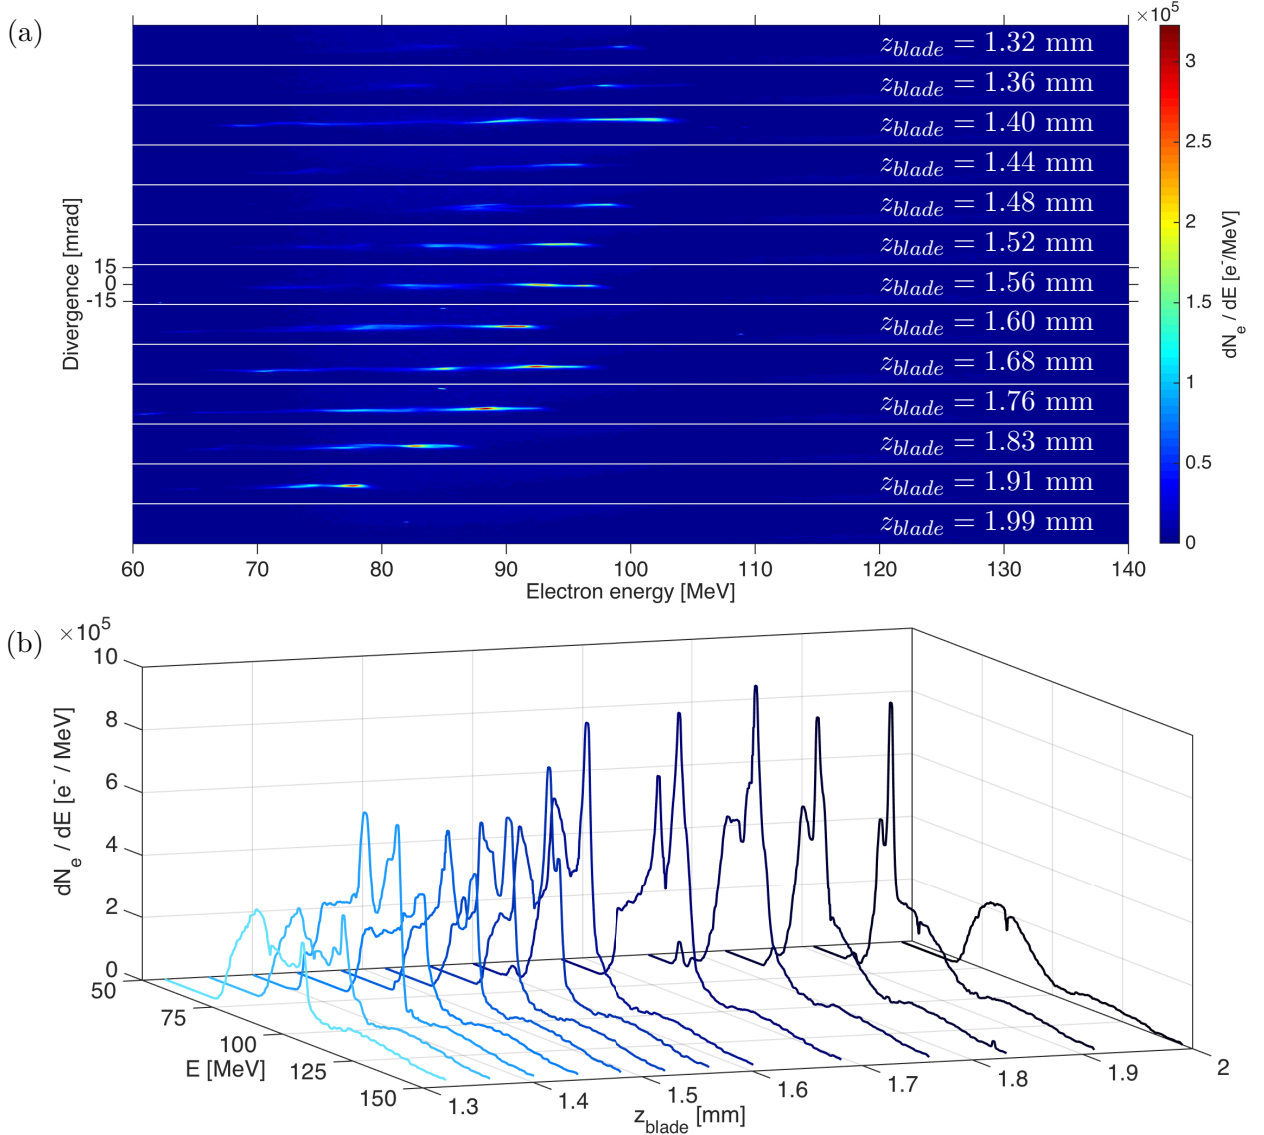 (a)
×10⁵
z_blade = 1.32 mm
z_blade = 1.36 mm
z_blade = 1.40 mm
z_blade = 1.44 mm
z_blade = 1.48 mm
z_blade = 1.52 mm
z_blade = 1.56 mm
z_blade = 1.60 mm
z_blade = 1.68 mm
z_blade = 1.76 mm
z_blade = 1.83 mm
z_blade = 1.91 mm
z_blade = 1.99 mm
Divergence [mrad]
15
0
-15
60 70 80 90 100 110 120 130 140
Electron energy [MeV]
3
2.5
2
1.5
1
0.5
0
dN_e / dE [e⁻/MeV]
(b)
×10⁵
10
8
6
4
2
0
dN_e / dE [e⁻ / MeV]
50
75
100
125
150
E [MeV]
1.3
1.4
1.5
1.6
1.7
1.8
1.9
2
z_blade [mm]